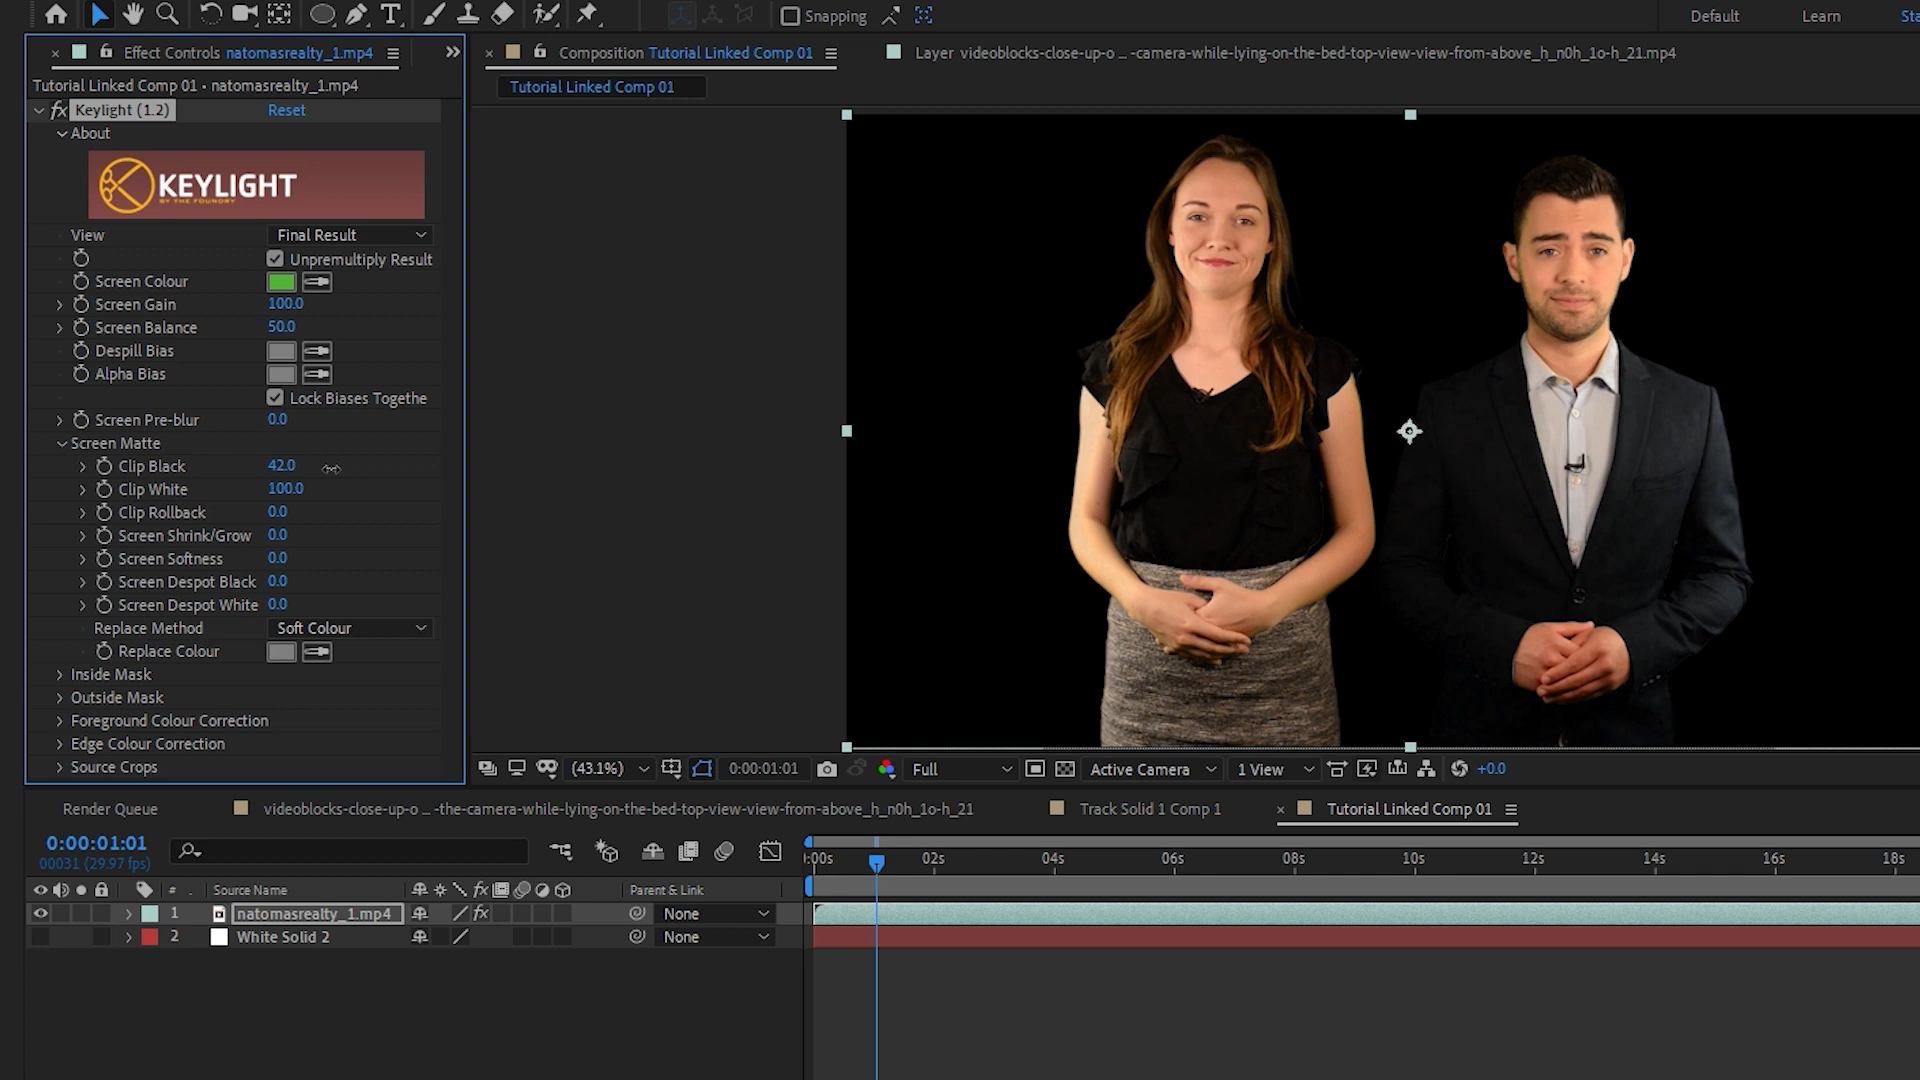 Snapping
Default
Learn
Sta
× Effect Controls natomasrealty_1.mp4
× Composition Tutorial Linked Comp 01
Layer videoblocks-close-up-o ... -camera-while-lying-on-the-bed-top-view-view-from-above_h_n0h_1o-h_21.mp4
Tutorial Linked Comp 01 • natomasrealty_1.mp4
Tutorial Linked Comp 01
fx Keylight (1.2) Reset
About
KEYLIGHT
BY THE FOUNDRY
View Final Result
Unpremultiply Result
Screen Colour
Screen Gain 100.0
Screen Balance 50.0
Despill Bias
Alpha Bias
Lock Biases Togethe
Screen Pre-blur 0.0
Screen Matte
Clip Black 42.0
Clip White 100.0
Clip Rollback 0.0
Screen Shrink/Grow 0.0
Screen Softness 0.0
Screen Despot Black 0.0
Screen Despot White 0.0
Replace Method Soft Colour
Replace Colour
Inside Mask
Outside Mask
Foreground Colour Correction
Edge Colour Correction
Source Crops
(43.1%) 0:00:01:01 Full Active Camera 1 View +0.0
Render Queue
videoblocks-close-up-o ... -the-camera-while-lying-on-the-bed-top-view-view-from-above_h_n0h_1o-h_21
Track Solid 1 Comp 1
× Tutorial Linked Comp 01
0:00:01:01
00031 (29.97 fps)
:00s 02s 04s 06s 08s 10s 12s 14s 16s 18s
# . Source Name fx Parent & Link
1 natomasrealty_1.mp4 fx None
2 White Solid 2 None